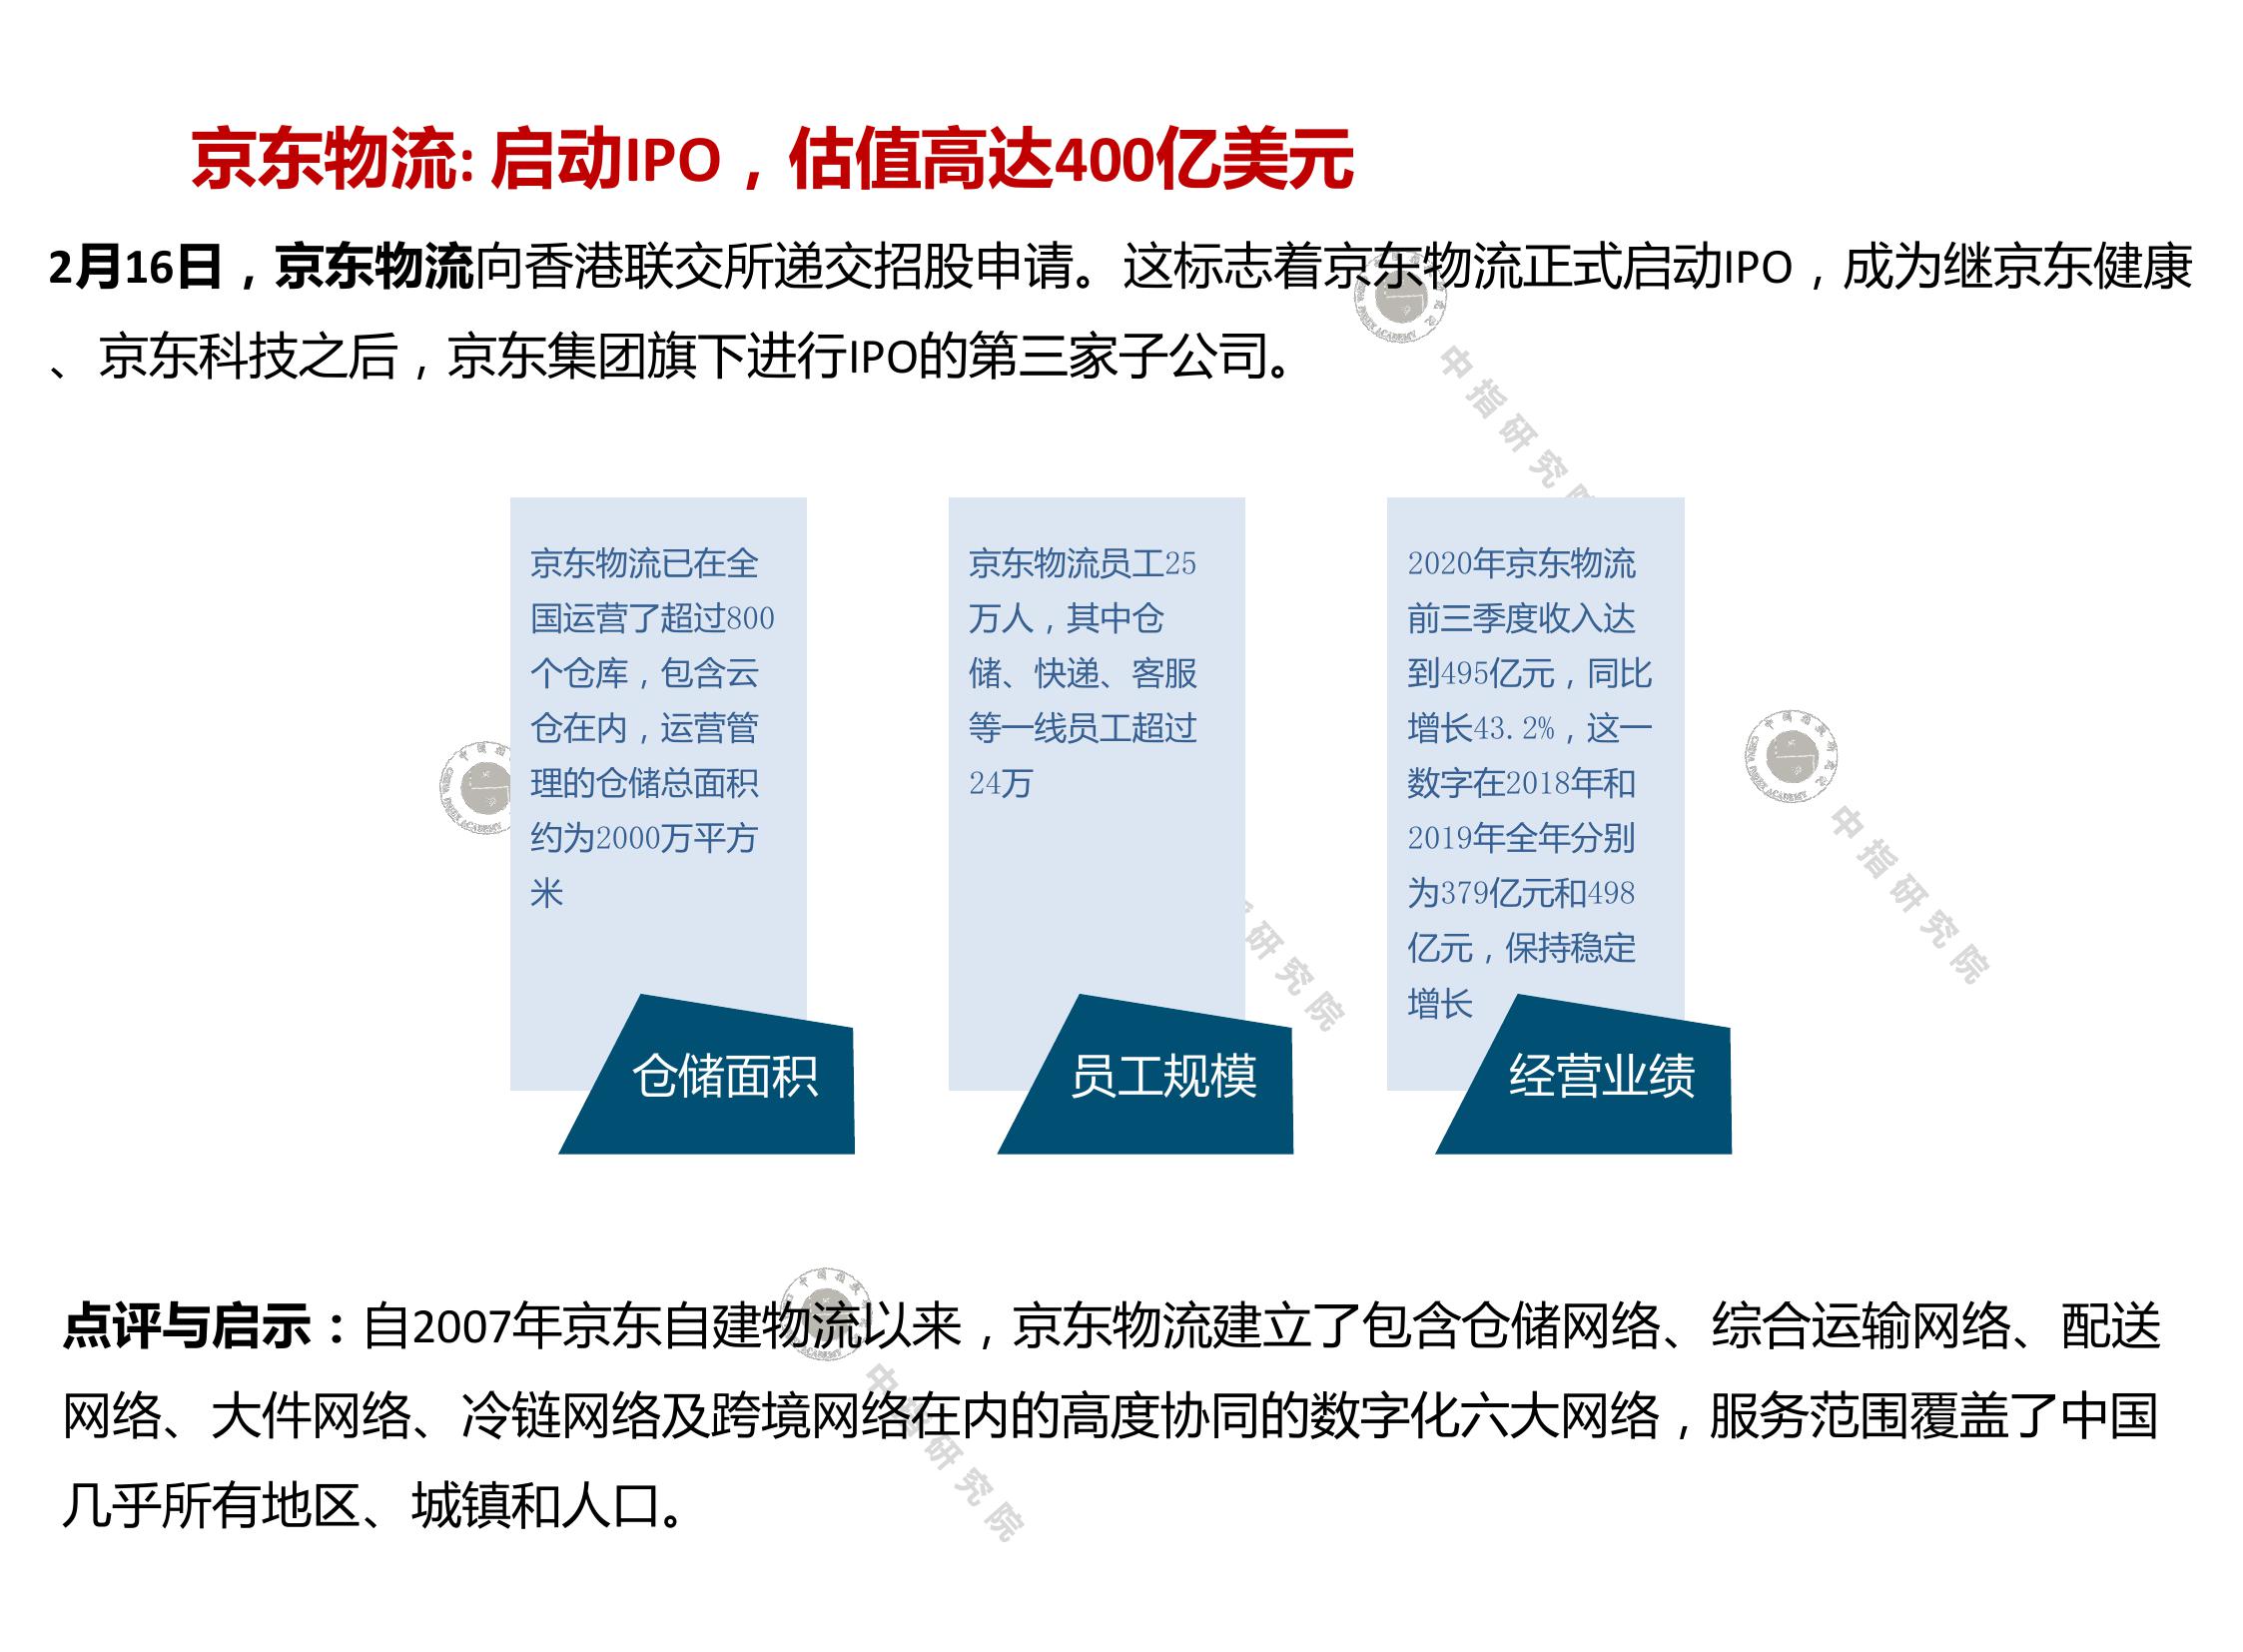 京东物流: 启动IPO，估值高达400亿美元
2月16日，京东物流向香港联交所递交招股申请。这标志着京东物流正式启动IPO，成为继京东健康
、京东科技之后，京东集团旗下进行IPO的第三家子公司。
京东物流已在全
国运营了超过800
个仓库，包含云
仓在内，运营管
理的仓储总面积
约为2000万平方
米
仓储面积
京东物流员工25
万人，其中仓
储、快递、客服
等一线员工超过
24万
员工规模
2020年京东物流
前三季度收入达
到495亿元，同比
增长43.2%，这一
数字在2018年和
2019年全年分别
为379亿元和498
亿元，保持稳定
增长
经营业绩
点评与启示：自2007年京东自建物流以来，京东物流建立了包含仓储网络、综合运输网络、配送
网络、大件网络、冷链网络及跨境网络在内的高度协同的数字化六大网络，服务范围覆盖了中国
几乎所有地区、城镇和人口。
中指研究院
研究院
中指研究院
中指研究院